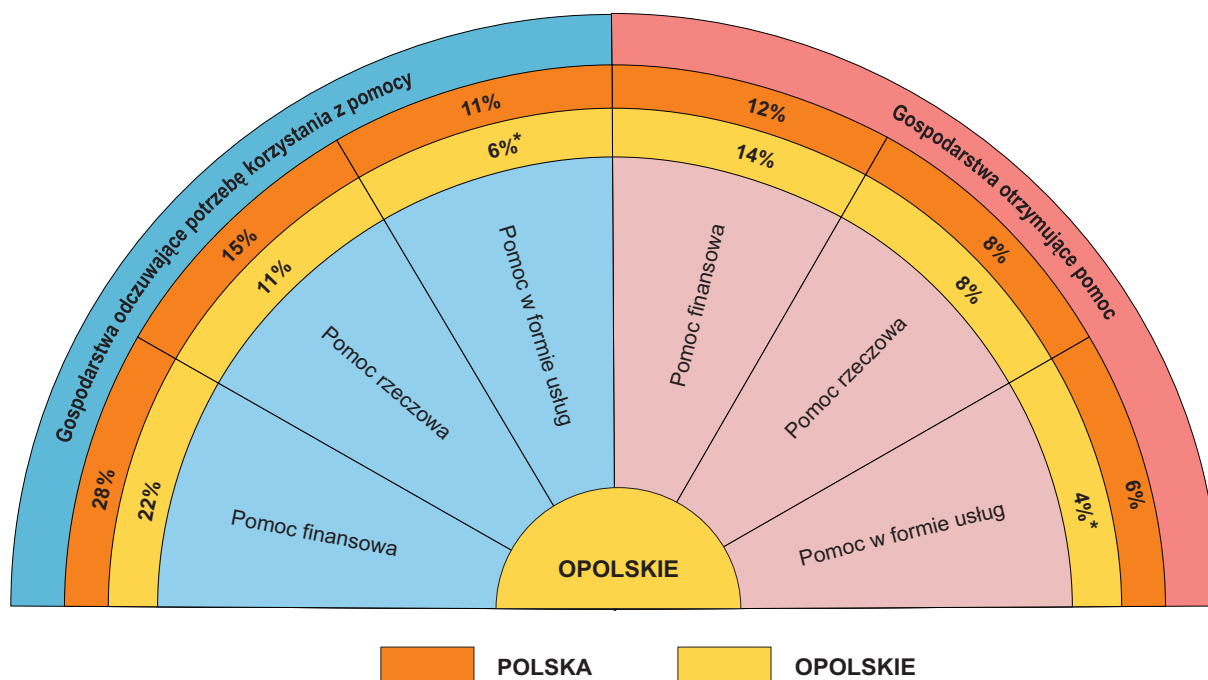 Gospodarstwa odczuwające potrzebę korzystania z pomocy
Gospodarstwa otrzymujące pomoc
28%
22%
Pomoc finansowa
15%
11%
Pomoc rzeczowa
11%
6%*
Pomoc w formie usług
12%
14%
Pomoc finansowa
8%
8%
Pomoc rzeczowa
6%
4%*
Pomoc w formie usług
OPOLSKIE
POLSKA
OPOLSKIE